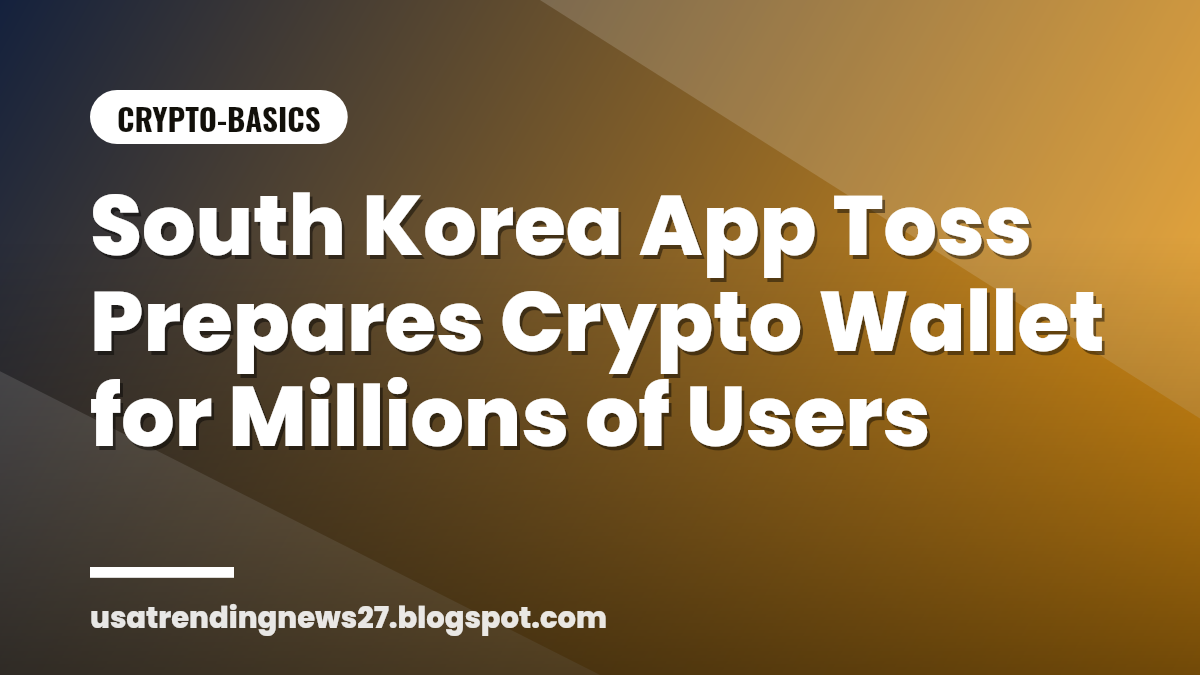 CRYPTO-BASICS
South Korea App Toss
Prepares Crypto Wallet
for Millions of Users
usatrendingnews27.blogspot.com